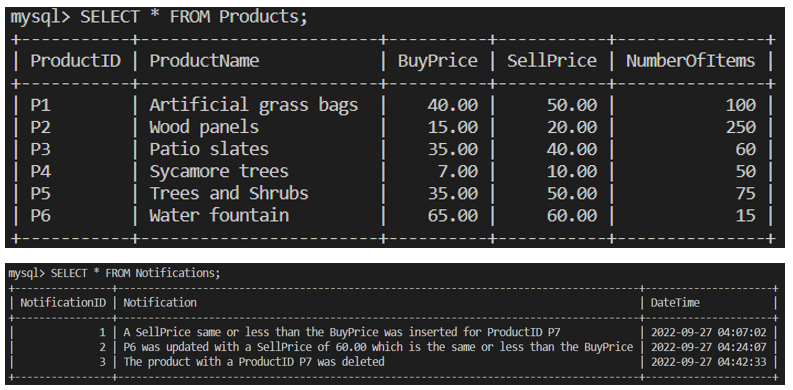 mysql> SELECT * FROM Products;
+-----------+----------------------+----------+-----------+---------------+
| ProductID | ProductName | BuyPrice | SellPrice | NumberOfItems |
+-----------+----------------------+----------+-----------+---------------+
| P1 | Artificial grass bags | 40.00 | 50.00 | 100 |
| P2 | Wood panels | 15.00 | 20.00 | 250 |
| P3 | Patio slates | 35.00 | 40.00 | 60 |
| P4 | Sycamore trees | 7.00 | 10.00 | 50 |
| P5 | Trees and Shrubs | 35.00 | 50.00 | 75 |
| P6 | Water fountain | 65.00 | 60.00 | 15 |
+-----------+----------------------+----------+-----------+---------------+
mysql> SELECT * FROM Notifications;
+----------------+--------------------------------------------------------------------------------+---------------------+
| NotificationID | Notification | DateTime |
+----------------+--------------------------------------------------------------------------------+---------------------+
| 1 | A SellPrice same or less than the BuyPrice was inserted for ProductID P7 | 2022-09-27 04:07:02 |
| 2 | P6 was updated with a SellPrice of 60.00 which is the same or less than the BuyPrice | 2022-09-27 04:24:07 |
| 3 | The product with a ProductID P7 was deleted | 2022-09-27 04:42:33 |
+----------------+--------------------------------------------------------------------------------+---------------------+